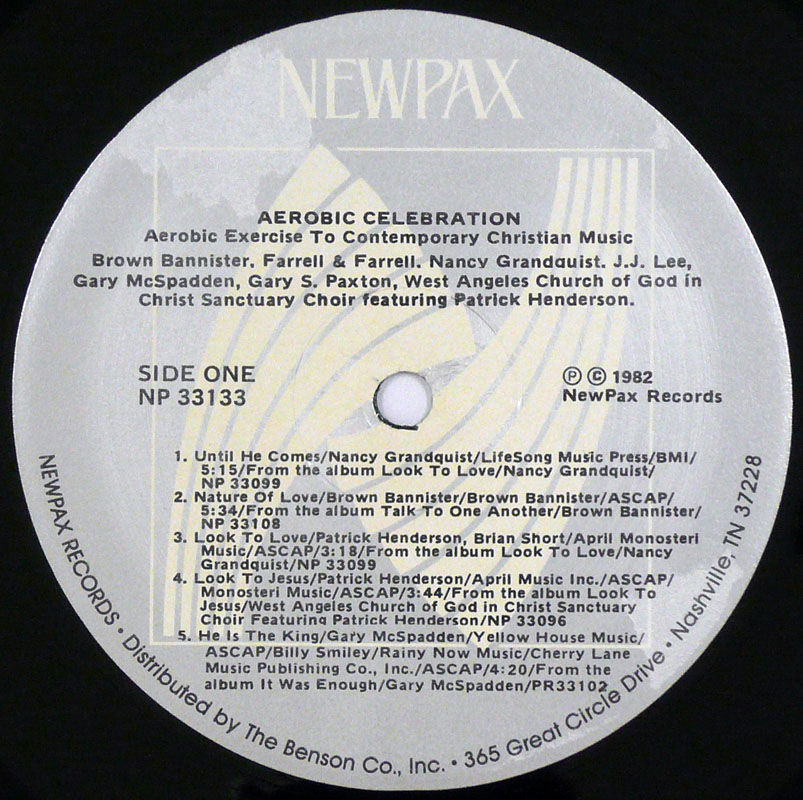 NEWPAX
AEROBIC CELEBRATION
Aerobic Exercise To Contemporary Christian Music
Brown Bannister, Farrell & Farrell, Nancy Grandquist, J.J. Lee,
Gary McSpadden, Gary S. Paxton, West Angeles Church of God in
Christ Sanctuary Choir featuring Patrick Henderson.
SIDE ONE
NP 33133
Ⓟ © 1982
NewPax Records
1. Until He Comes/Nancy Grandquist/LifeSong Music Press/BMI/
5:15/From the album Look To Love/Nancy Grandquist/
NP 33099
2. Nature Of Love/Brown Bannister/Brown Bannister/ASCAP/
5:34/From the album Talk To One Another/Brown Bannister/
NP 33108
3. Look To Love/Patrick Henderson, Brian Short/April Monosteri
Music/ASCAP/3:18/From the album Look To Love/Nancy
Grandquist/NP 33099
4. Look To Jesus/Patrick Henderson/April Music Inc./ASCAP/
Monosteri Music/ASCAP/3:44/From the album Look To
Jesus/West Angeles Church of God in Christ Sanctuary
Choir Featuring Patrick Henderson/NP 33096
5. He Is The King/Gary McSpadden/Yellow House Music/
ASCAP/Billy Smiley/Rainy Now Music/Cherry Lane
Music Publishing Co., Inc./ASCAP/4:20/From the
album It Was Enough/Gary McSpadden/PR33102
NEWPAX RECORDS • Distributed by The Benson Co., Inc. • 365 Great Circle Drive • Nashville, TN 37228